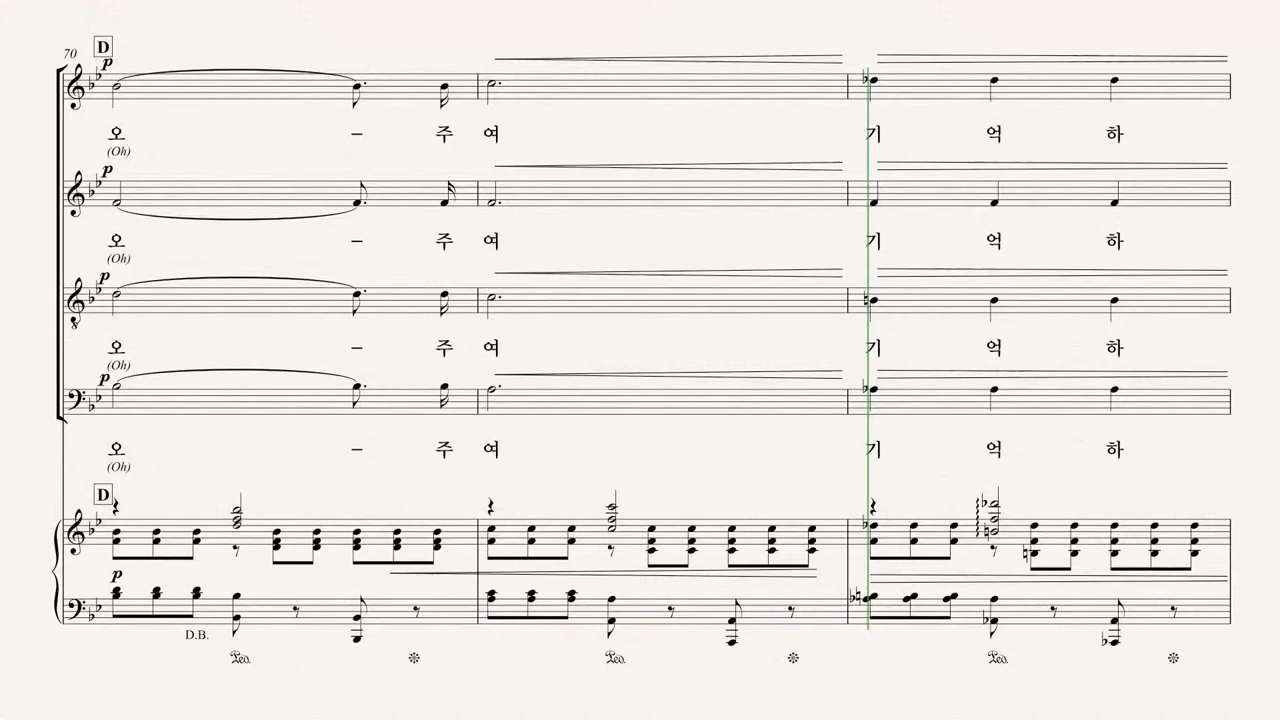 D
70
p
오 – 주 여 기 억 하
(Oh)
p
오 – 주 여 기 억 하
(Oh)
p
오 – 주 여 기 억 하
(Oh)
p
오 – 주 여 기 억 하
(Oh)
D
p
D.B.
Ped. Ped. Ped.